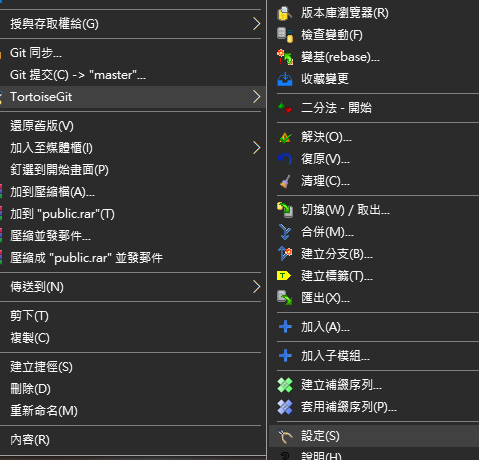 授與存取權給(G)
Git 同步...
Git 提交(C) -> "master"...
TortoiseGit
還原舊版(V)
加入至媒體櫃(I)
釘選到開始畫面(P)
加到壓縮檔(A)...
加到 "public.rar"(T)
壓縮並發郵件...
壓縮成 "public.rar" 並發郵件
傳送到(N)
剪下(T)
複製(C)
建立捷徑(S)
刪除(D)
重新命名(M)
內容(R)
版本庫瀏覽器(R)
檢查變動(F)
變基(rebase)...
收藏變更
二分法 - 開始
解決(O)...
復原(V)...
清理(C)...
切換(W) / 取出...
合併(M)...
建立分支(B)...
建立標籤(T)...
匯出(X)...
加入(A)...
加入子模組...
建立補綴序列...
套用補綴序列(P)...
設定(S)
說明(H)